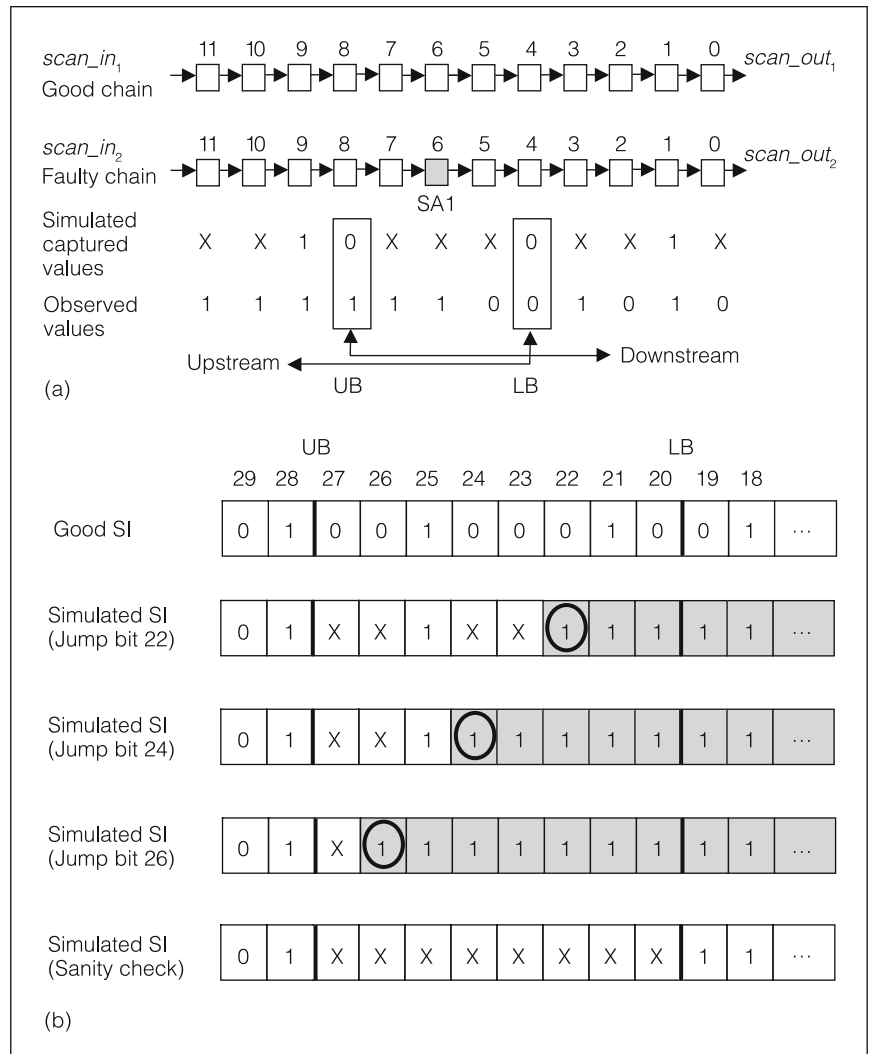 11 10 9 8 7 6 5 4 3 2 1 0
scan_in₁ scan_out₁
Good chain
11 10 9 8 7 6 5 4 3 2 1 0
scan_in₂ scan_out₂
Faulty chain
SA1
Simulated
captured
values
X X 1 0 X X X 0 X X 1 X
Observed
values
1 1 1 1 1 1 0 0 1 0 1 0
Upstream Downstream
UB LB
(a)
UB LB
29 28 27 26 25 24 23 22 21 20 19 18
Good SI
0 1 0 0 1 0 0 0 1 0 0 1 ...
Simulated SI
(Jump bit 22)
0 1 X X 1 X X 1 1 1 1 1 ...
Simulated SI
(Jump bit 24)
0 1 X X 1 1 1 1 1 1 1 1 ...
Simulated SI
(Jump bit 26)
0 1 X 1 1 1 1 1 1 1 1 1 ...
Simulated SI
(Sanity check)
0 1 X X X X X X X X 1 1 ...
(b)